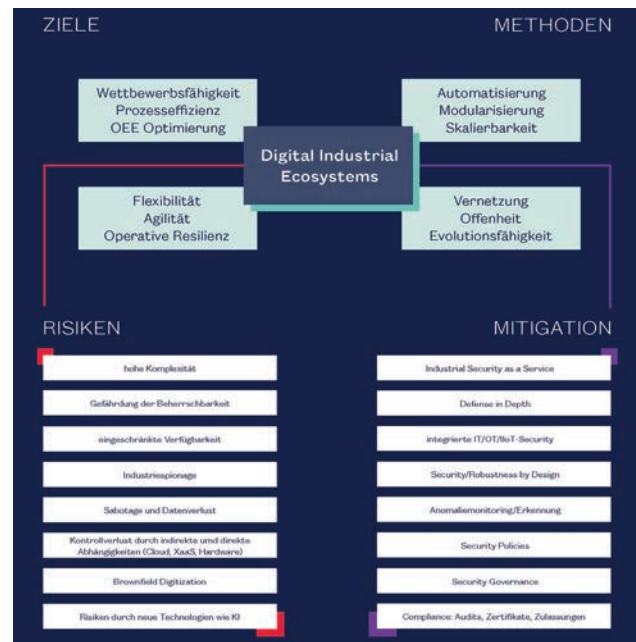 ZIELE
METHODEN
Wettbewerbsfähigkeit
Prozesseffizienz
OEE Optimierung
Automatisierung
Modularisierung
Skalierbarkeit
Digital Industrial
Ecosystems
Flexibilität
Agilität
Operative Resilienz
Vernetzung
Offenheit
Evolutionsfähigkeit
RISIKEN
hohe Komplexität
Gefährdung der Beherrschbarkeit
eingeschränkte Verfügbarkeit
Industriespionage
Sabotage und Datenverlust
Kontrollverlust durch indirekte umd direkte
Abhängigkeiten (Cloud, XaaS, Hardware)
Brownfield Digitization
Risiken durch neue Technologien wie KI
MITIGATION
Industrial Security as a Service
Defense in Depth
integrierte IT/OT/IIoT-Security
Security/Robustness by Design
Anomaliemonitoring/Erkennung
Security Policies
Security Governance
Compliance: Audits, Zertifikate, Zulassungen